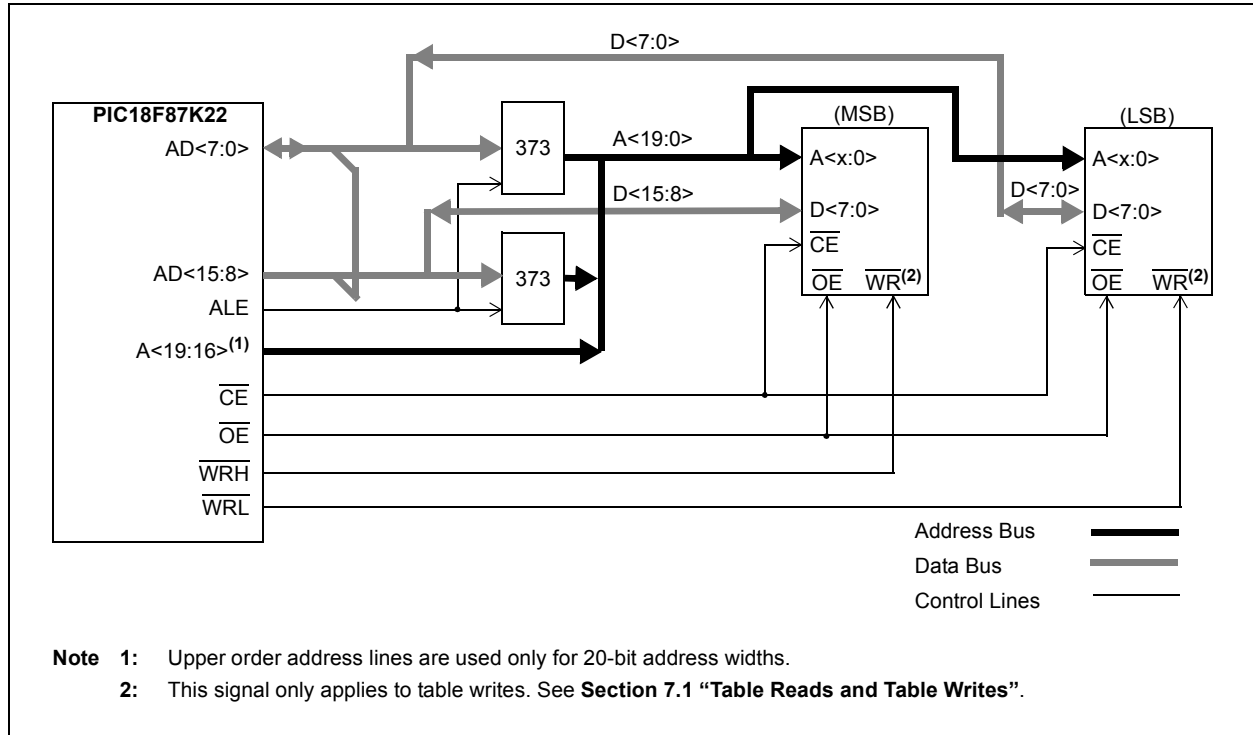 D<7:0>
PIC18F87K22
AD<7:0>
373
A<19:0>
(MSB)
A<x:0>
D<7:0>
CE
OE WR(2)
(LSB)
A<x:0>
D<7:0>
D<7:0>
CE
OE WR(2)
D<15:8>
AD<15:8>
373
ALE
A<19:16>(1)
CE
OE
WRH
WRL
Address Bus
Data Bus
Control Lines
Note 1: Upper order address lines are used only for 20-bit address widths.
2: This signal only applies to table writes. See Section 7.1 “Table Reads and Table Writes”.